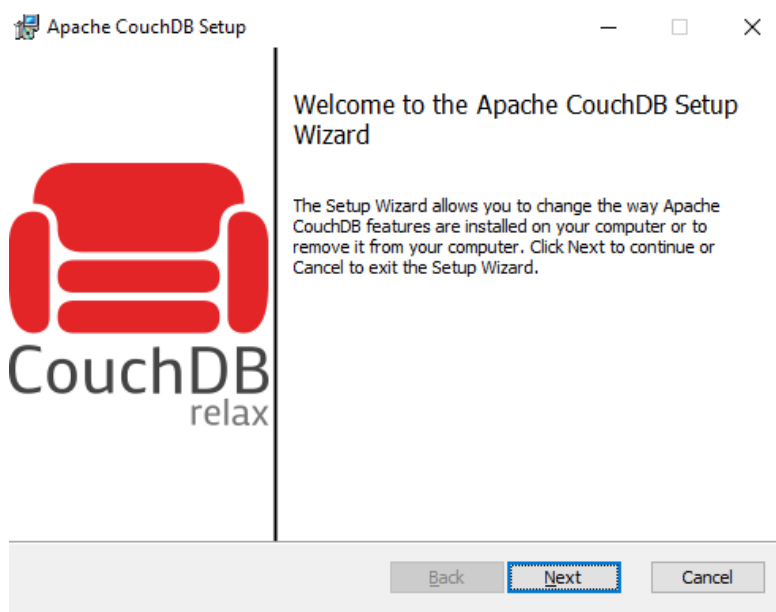 Apache CouchDB Setup
Welcome to the Apache CouchDB Setup
Wizard
The Setup Wizard allows you to change the way Apache
CouchDB features are installed on your computer or to
remove it from your computer. Click Next to continue or
Cancel to exit the Setup Wizard.
CouchDB
relax
Back
Next
Cancel